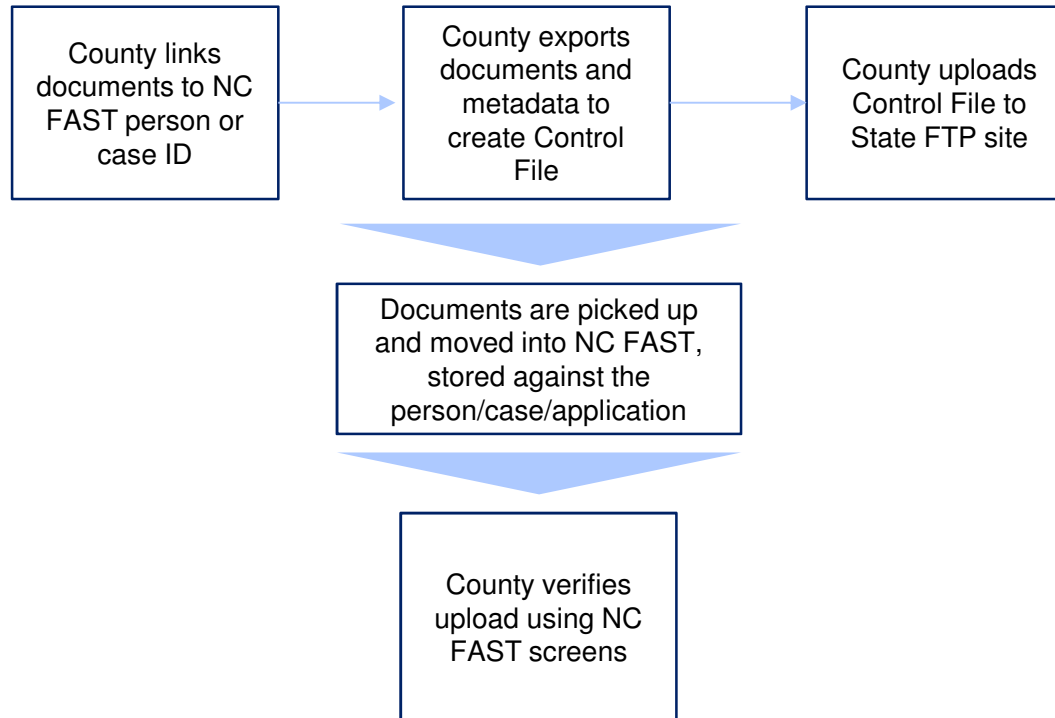 County links
documents to NC
FAST person or
case ID
County exports
documents and
metadata to
create Control
File
County uploads
Control File to
State FTP site
Documents are picked up
and moved into NC FAST,
stored against the
person/case/application
County verifies
upload using NC
FAST screens